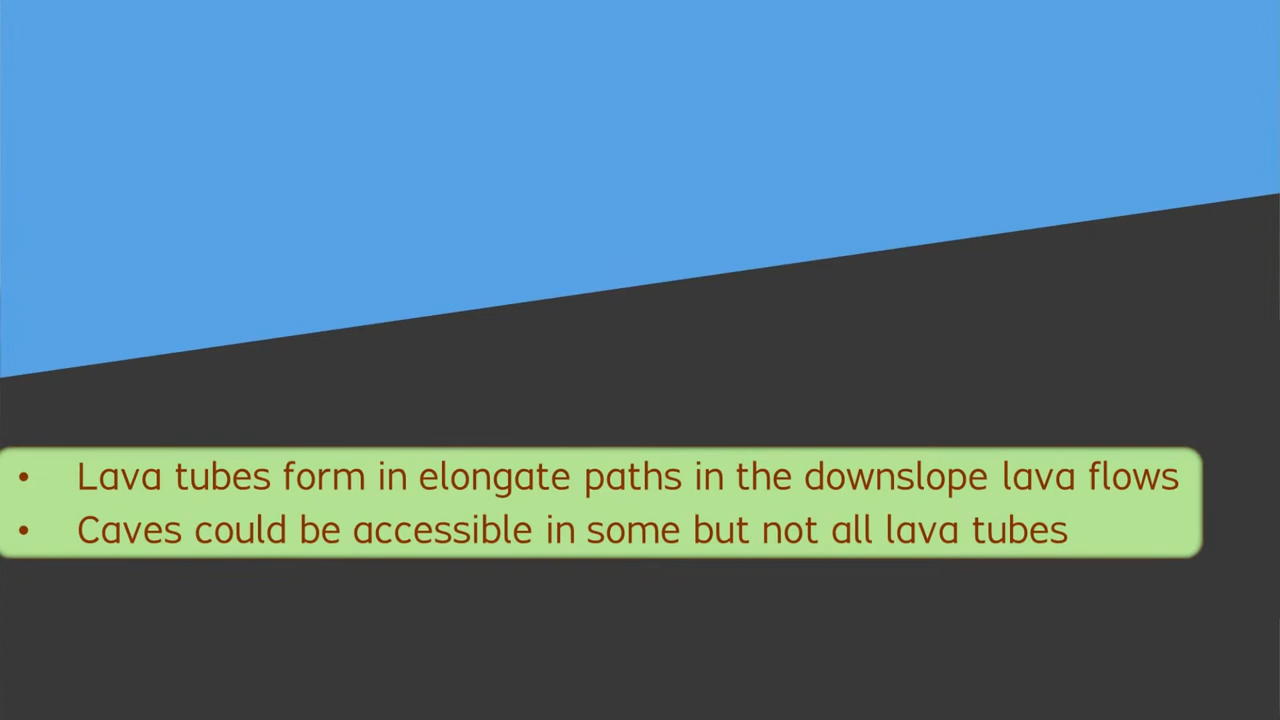 • Lava tubes form in elongate paths in the downslope lava flows
• Caves could be accessible in some but not all lava tubes